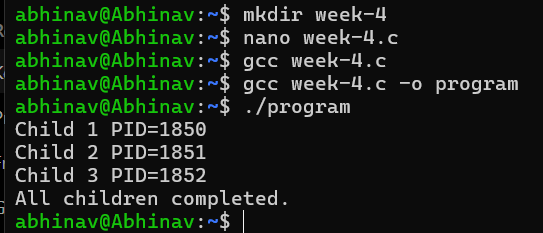 abhinav@Abhinav:~$ mkdir week-4
abhinav@Abhinav:~$ nano week-4.c
abhinav@Abhinav:~$ gcc week-4.c
abhinav@Abhinav:~$ gcc week-4.c -o program
abhinav@Abhinav:~$ ./program
Child 1 PID=1850
Child 2 PID=1851
Child 3 PID=1852
All children completed.
abhinav@Abhinav:~$